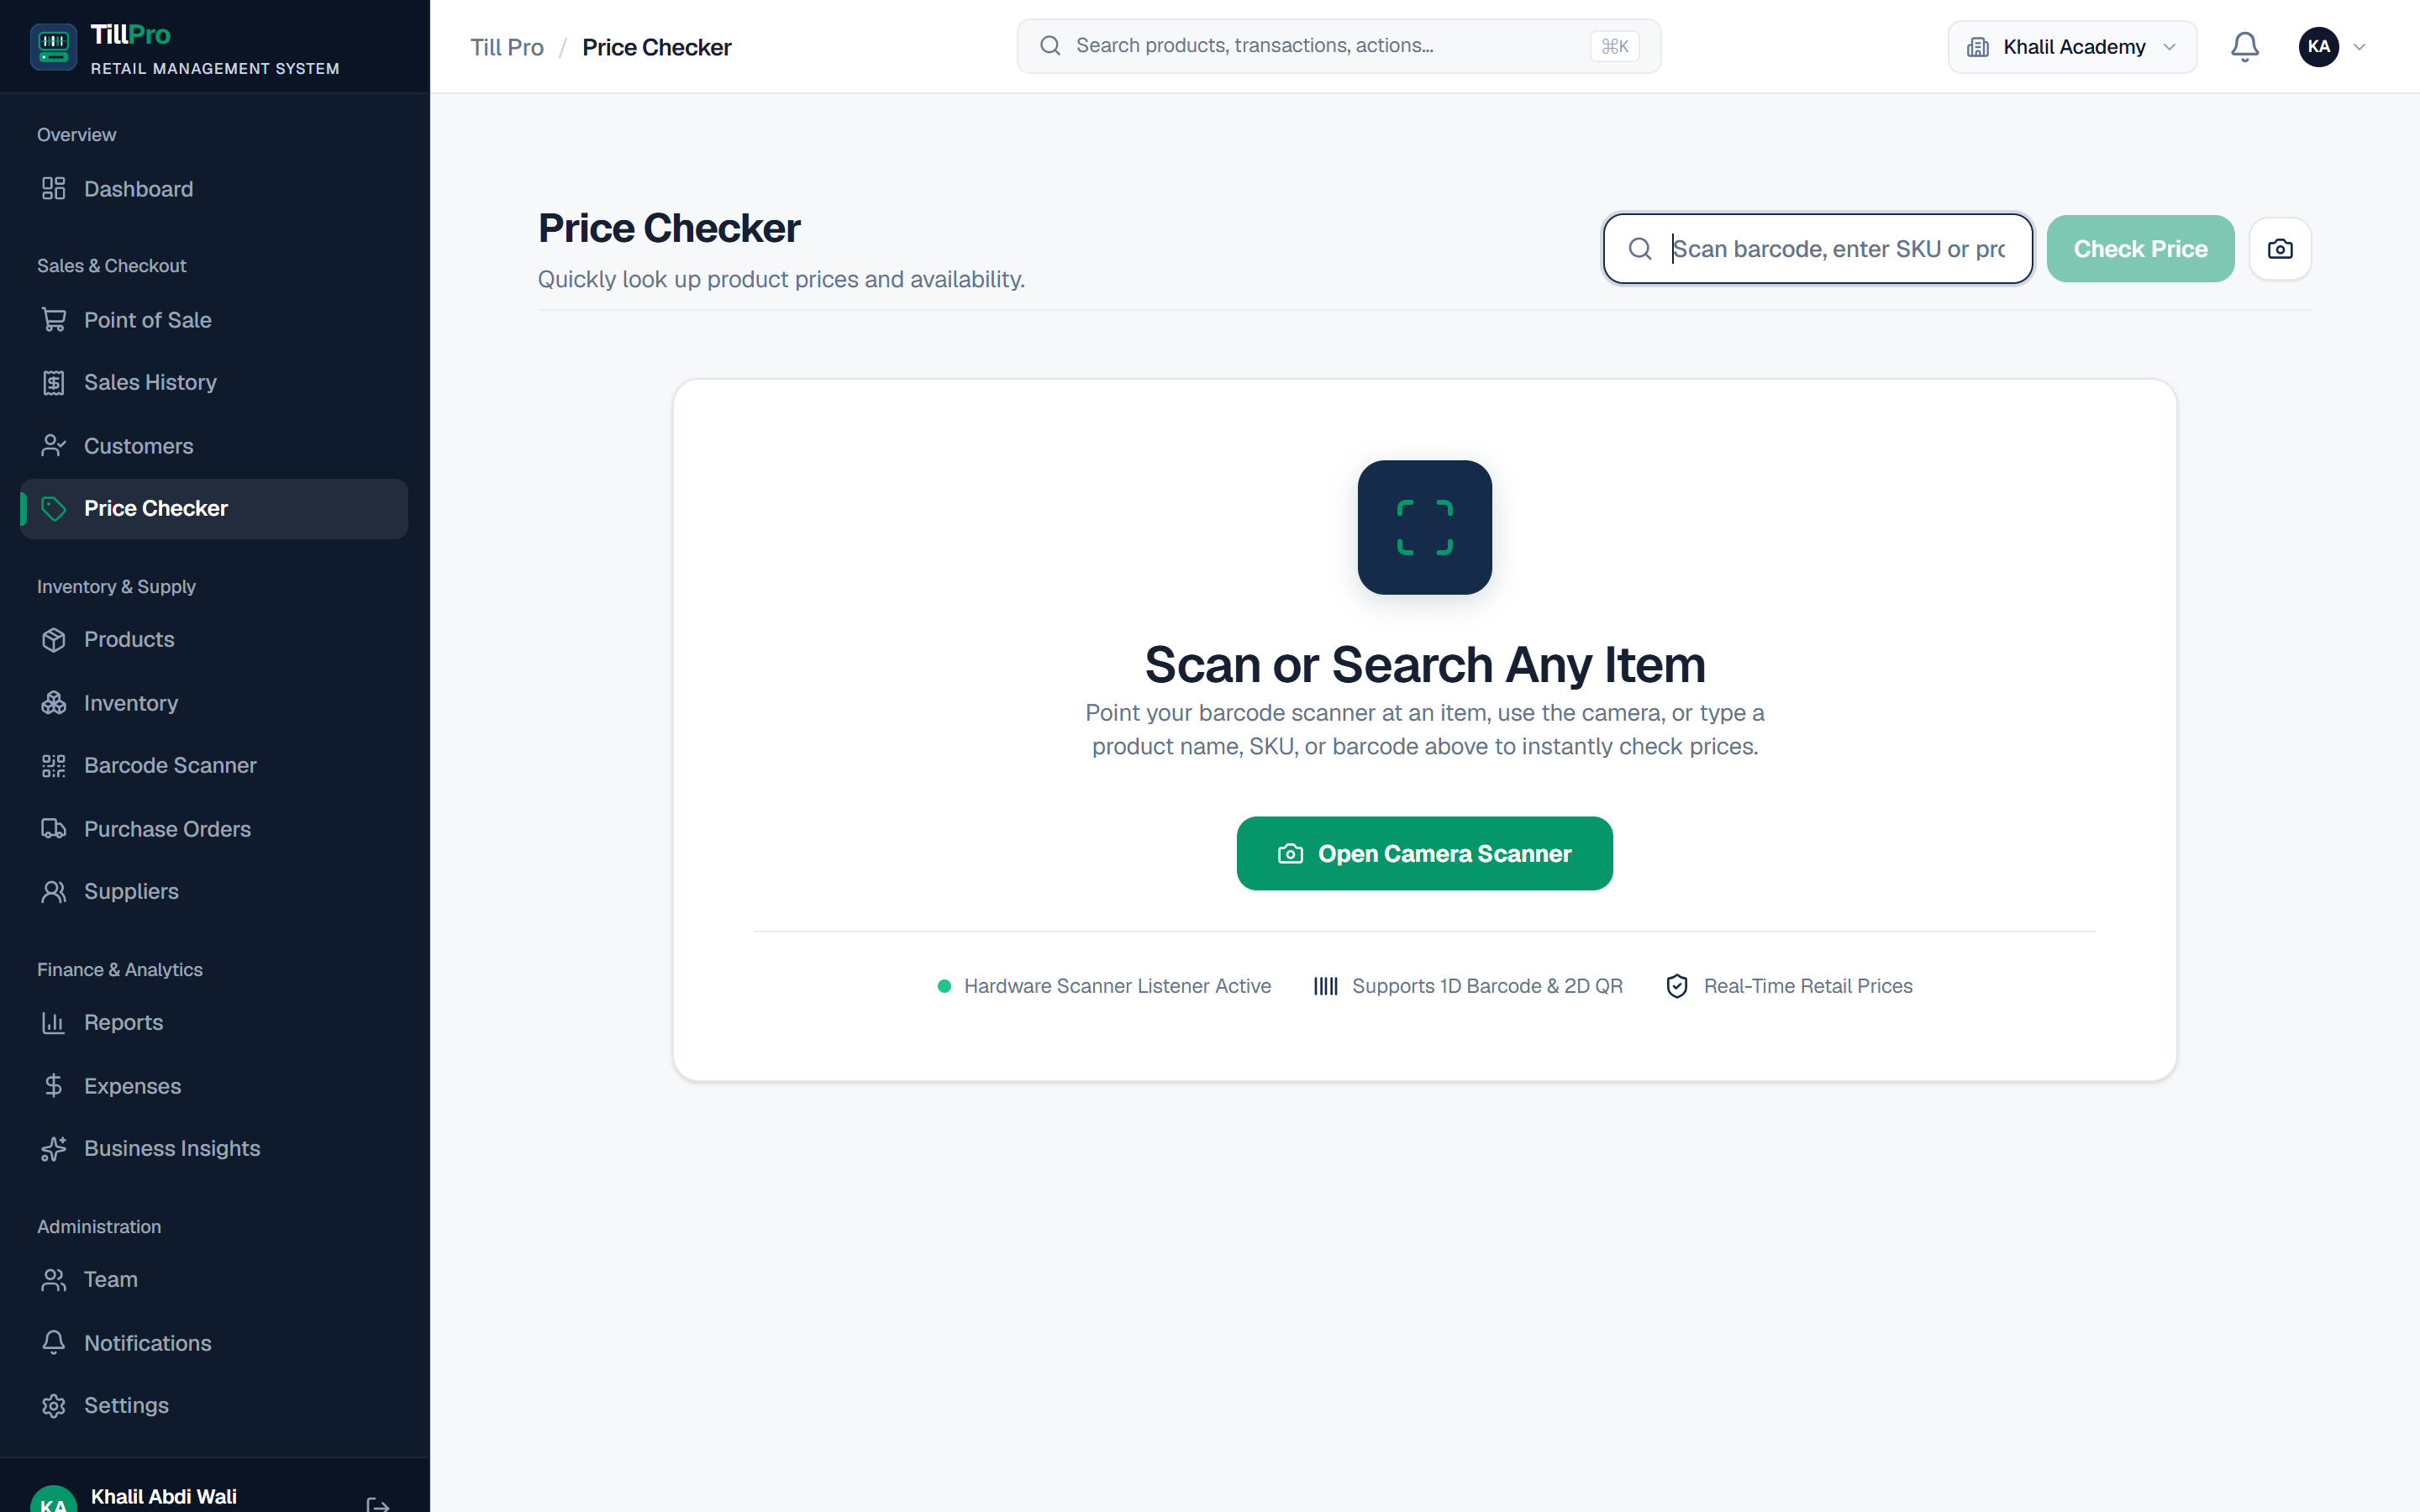 TillPro
RETAIL MANAGEMENT SYSTEM
Overview
Dashboard
Sales & Checkout
Point of Sale
Sales History
Customers
Price Checker
Inventory & Supply
Products
Inventory
Barcode Scanner
Purchase Orders
Suppliers
Finance & Analytics
Reports
Expenses
Business Insights
Administration
Team
Notifications
Settings
KA
Khalil Abdi Wali
Till Pro / Price Checker
Search products, transactions, actions...
⌘K
Khalil Academy
KA
Price Checker
Quickly look up product prices and availability.
Scan barcode, enter SKU or pro
Check Price
Scan or Search Any Item
Point your barcode scanner at an item, use the camera, or type a
product name, SKU, or barcode above to instantly check prices.
Open Camera Scanner
Hardware Scanner Listener Active
Supports 1D Barcode & 2D QR
Real-Time Retail Prices